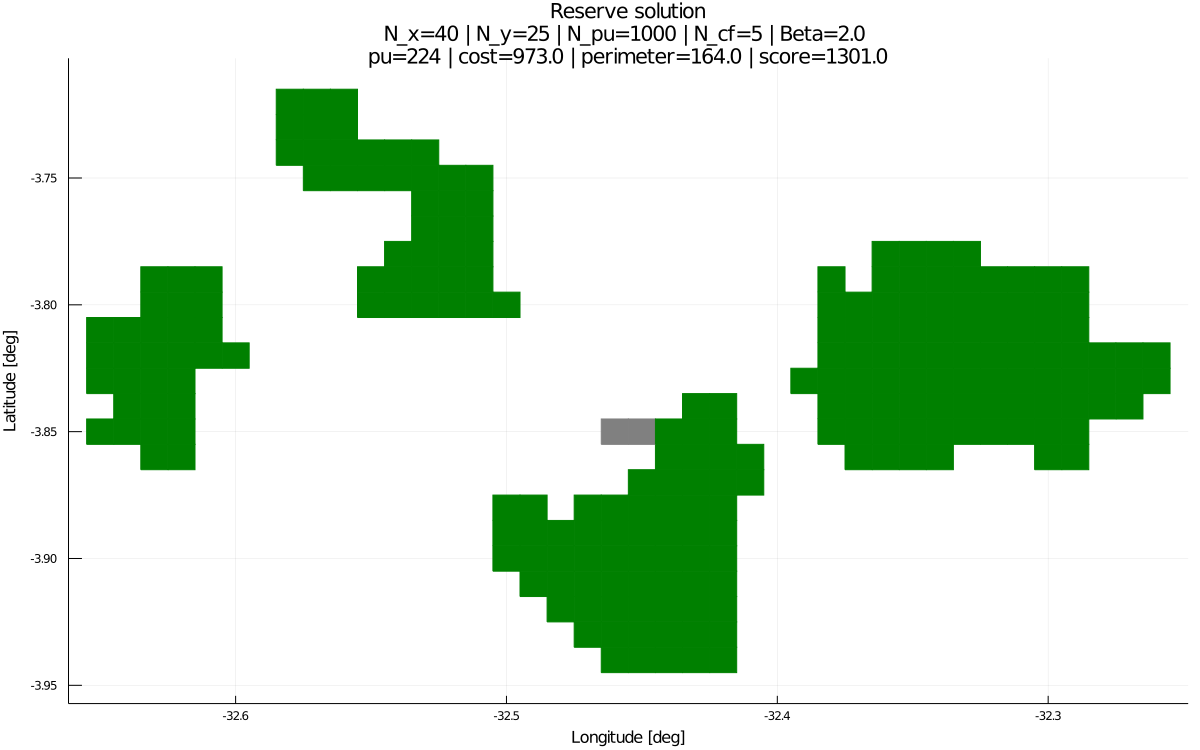 Reserve solution
N_x=40 | N_y=25 | N_pu=1000 | N_cf=5 | Beta=2.0
pu=224 | cost=973.0 | perimeter=164.0 | score=1301.0
-3.75
-3.80
-3.85
-3.90
-3.95
Latitude [deg]
-32.6
-32.5
-32.4
-32.3
Longitude [deg]